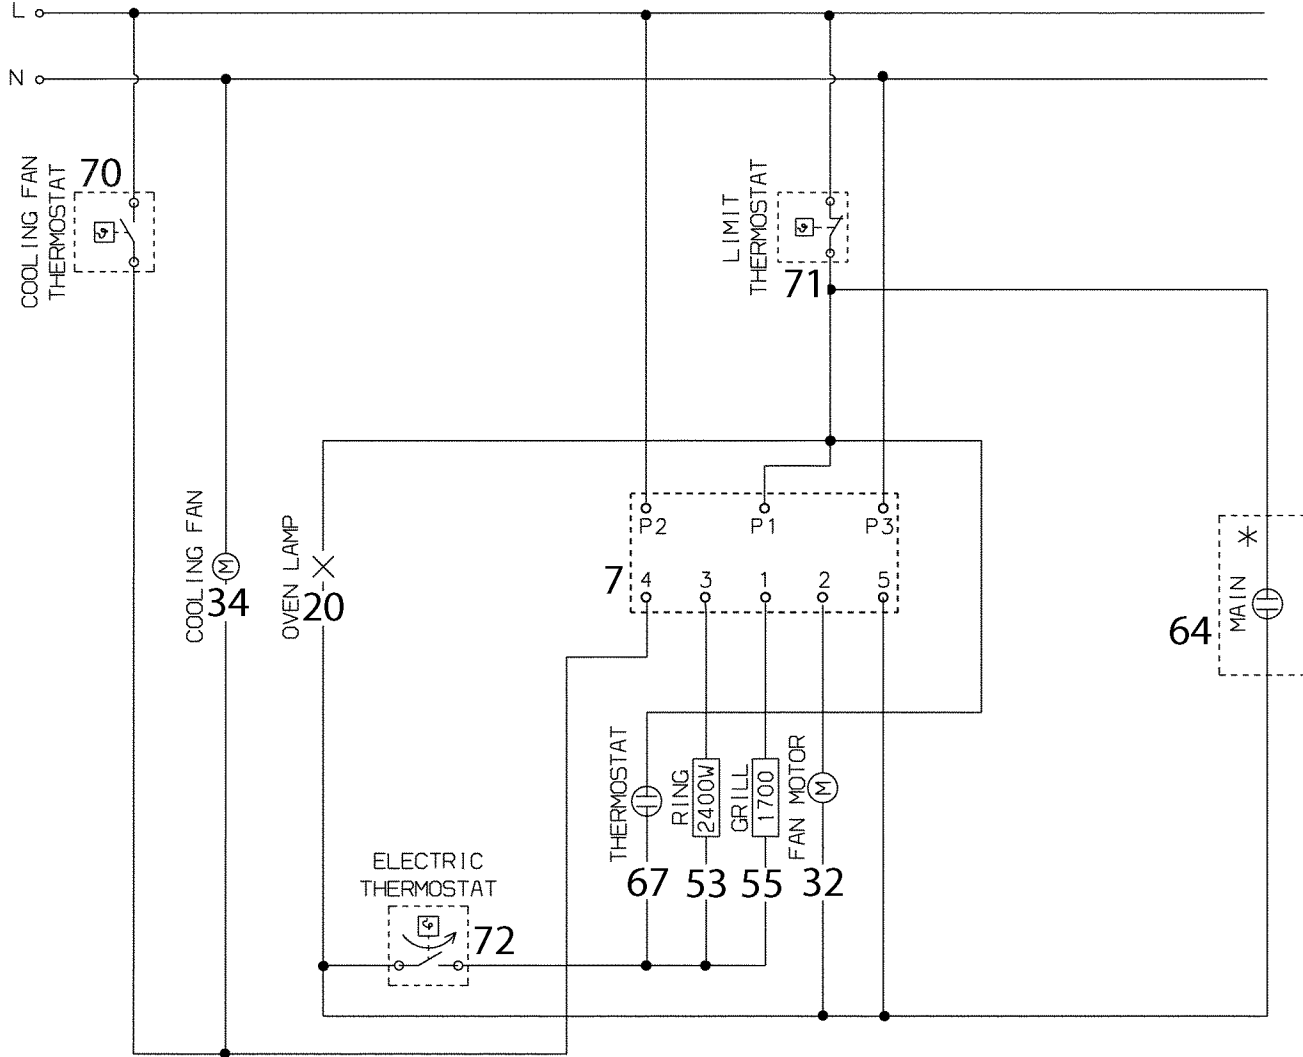 L
N
COOLING FAN
THERMOSTAT
70
LIMIT
THERMOSTAT
71
COOLING FAN
M
34
OVEN LAMP
20
P2 P1 P3
7
4 3 1 2 5
MAIN
64
THERMOSTAT
67
RING
2400W
53
GRILL
1700
55
FAN MOTOR
M
32
ELECTRIC
THERMOSTAT
72